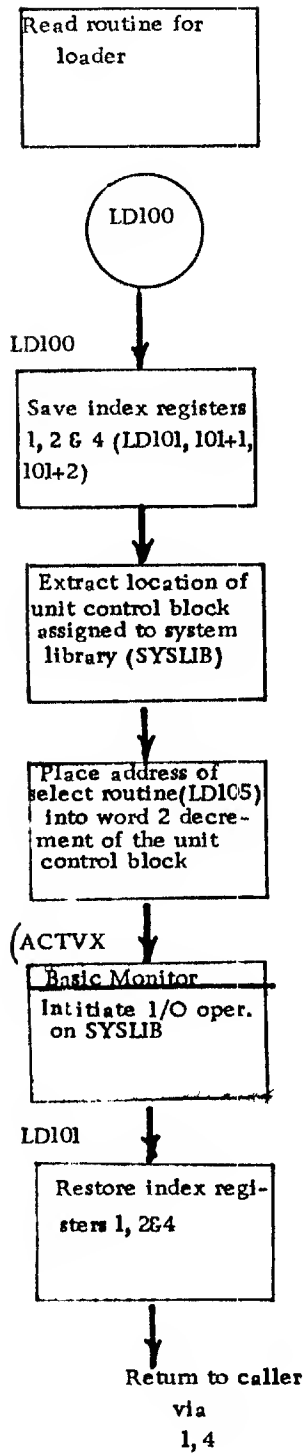 Read routine for
loader
LD100
LD100
Save index registers
1, 2 & 4 (LD101, 101+1,
101+2)
Extract location of
unit control block
assigned to system
library (SYSLIB)
Place address of
select routine(LD105)
into word 2 decre-
ment of the unit
control block
(ACTVX
Basic Monitor
Intitiate 1/O oper.
on SYSLIB
LD101
Restore index regi-
sters 1, 2&4
Return to caller
via
1, 4